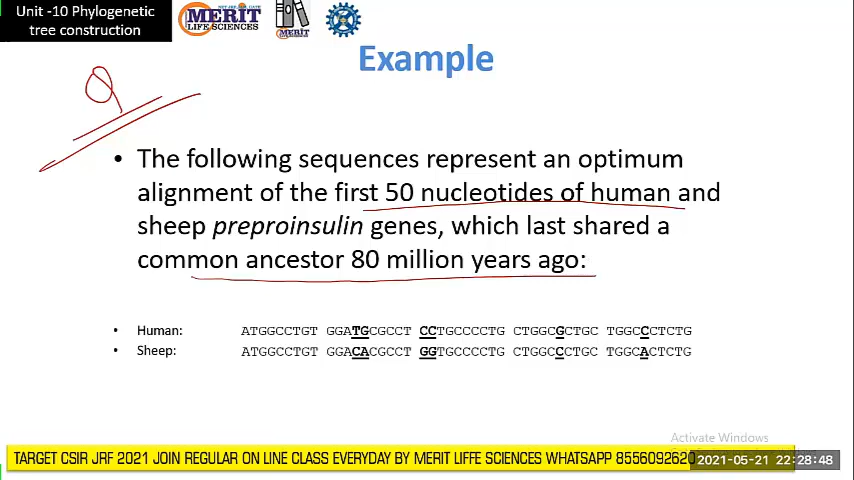 Unit -10 Phylogenetic
tree construction
MERIT
LIFE SCIENCES
MERIT
Example
Q
• The following sequences represent an optimum
alignment of the first 50 nucleotides of human and
sheep preproinsulin genes, which last shared a
common ancestor 80 million years ago:
• Human: ATGGCCTGT GGATGCGCCT CCTGCCCCTG CTGGCGCTGC TGGCCCTCTG
• Sheep: ATGGCCTGT GGACACGCCT GGTGCCCCTG CTGGCCCTGC TGGCACTCTG
Activate Windows
TARGET CSIR JRF 2021 JOIN REGULAR ON LINE CLASS EVERYDAY BY MERIT LIFFE SCIENCES WHATSAPP 8556092620
2021-05-21 22:28:48